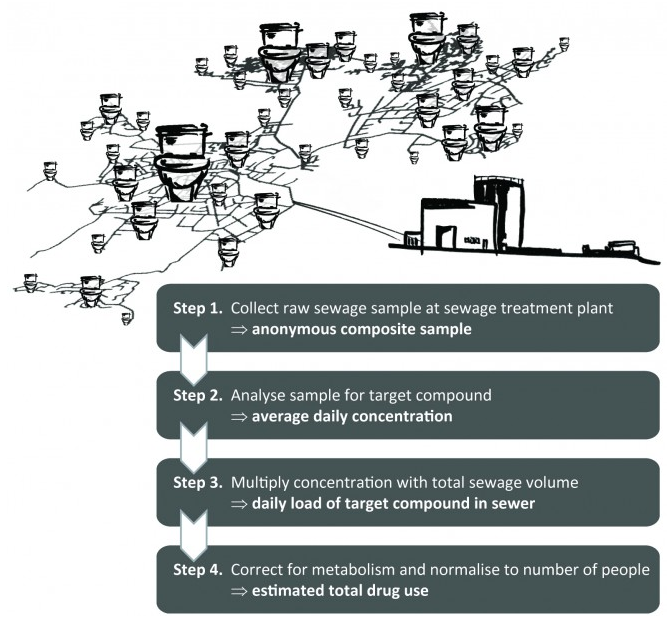 Step 1. Collect raw sewage sample at sewage treatment plant
⇒ anonymous composite sample
Step 2. Analyse sample for target compound
⇒ average daily concentration
Step 3. Multiply concentration with total sewage volume
⇒ daily load of target compound in sewer
Step 4. Correct for metabolism and normalise to number of people
⇒ estimated total drug use